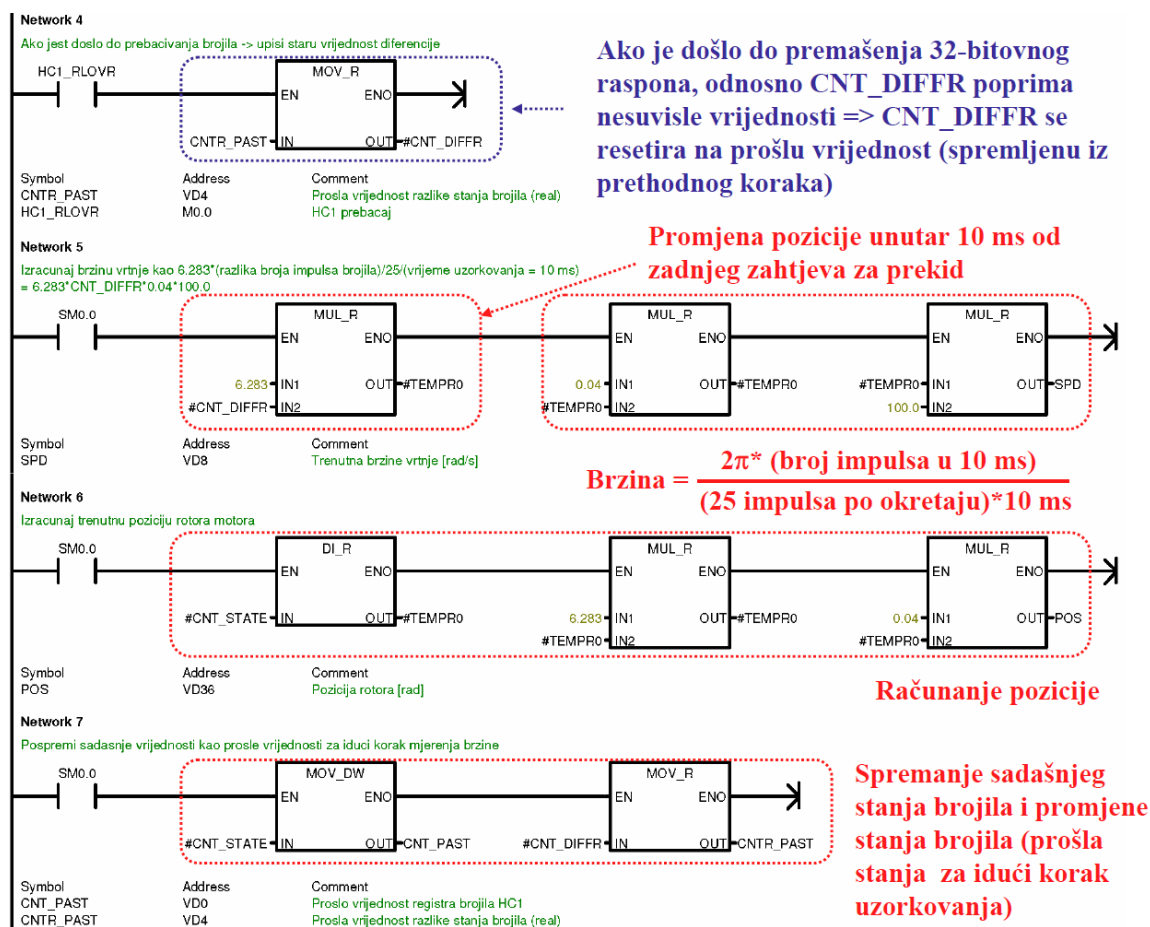 Network 4
Ako jest doslo do prebacivanja brojila -> upisi staru vrijednost diferencije
HC1_RLOVR
MOV_R
EN ENO
CNTR_PAST IN OUT #CNT_DIFFR
Ako je došlo do premašenja 32-bitovnog
raspona, odnosno CNT_DIFFR poprima
nesuvisle vrijednosti => CNT_DIFFR se
resetira na prošlu vrijednost (spremljenu iz
prethodnog koraka)
Symbol Address Comment
CNTR_PAST VD4 Prosla vrijednost razlike stanja brojila (real)
HC1_RLOVR M0.0 HC1 prebacaj
Network 5
Izracunaj brzinu vrtnje kao 6.283*(razlika broja impulsa brojila)/25/(vrijeme uzorkovanja = 10 ms)
= 6.283*CNT_DIFFR*0.04*100.0
Promjena pozicije unutar 10 ms od
zadnjeg zahtjeva za prekid
SM0.0
MUL_R MUL_R MUL_R
EN ENO EN ENO EN ENO
6.283 IN1 OUT #TEMPR0 0.04 IN1 OUT #TEMPR0 #TEMPR0 IN1 OUT SPD
#CNT_DIFFR IN2 #TEMPR0 IN2 100.0 IN2
Symbol Address Comment
SPD VD8 Trenutna brzine vrtnje [rad/s]
Brzina = 2π* (broj impulsa u 10 ms)
(25 impulsa po okretaju)*10 ms
Network 6
Izracunaj trenutnu poziciju rotora motora
SM0.0
DI_R MUL_R MUL_R
EN ENO EN ENO EN ENO
#CNT_STATE IN OUT #TEMPR0 6.283 IN1 OUT #TEMPR0 0.04 IN1 OUT POS
#TEMPR0 IN2 #TEMPR0 IN2
Symbol Address Comment
POS VD36 Pozicija rotora [rad]
Računanje pozicije
Network 7
Pospremi sadasnje vrijednosti kao prosle vrijednosti za iduci korak mjerenja brzine
SM0.0
MOV_DW MOV_R
EN ENO EN ENO
#CNT_STATE IN OUT CNT_PAST #CNT_DIFFR IN OUT CNTR_PAST
Spremanje sadašnjeg
stanja brojila i promjene
stanja brojila (prošla
stanja za idući korak
uzorkovanja)
Symbol Address Comment
CNT_PAST VD0 Proslo vrijednost registra brojila HC1
CNTR_PAST VD4 Prosla vrijednost razlike stanja brojila (real)